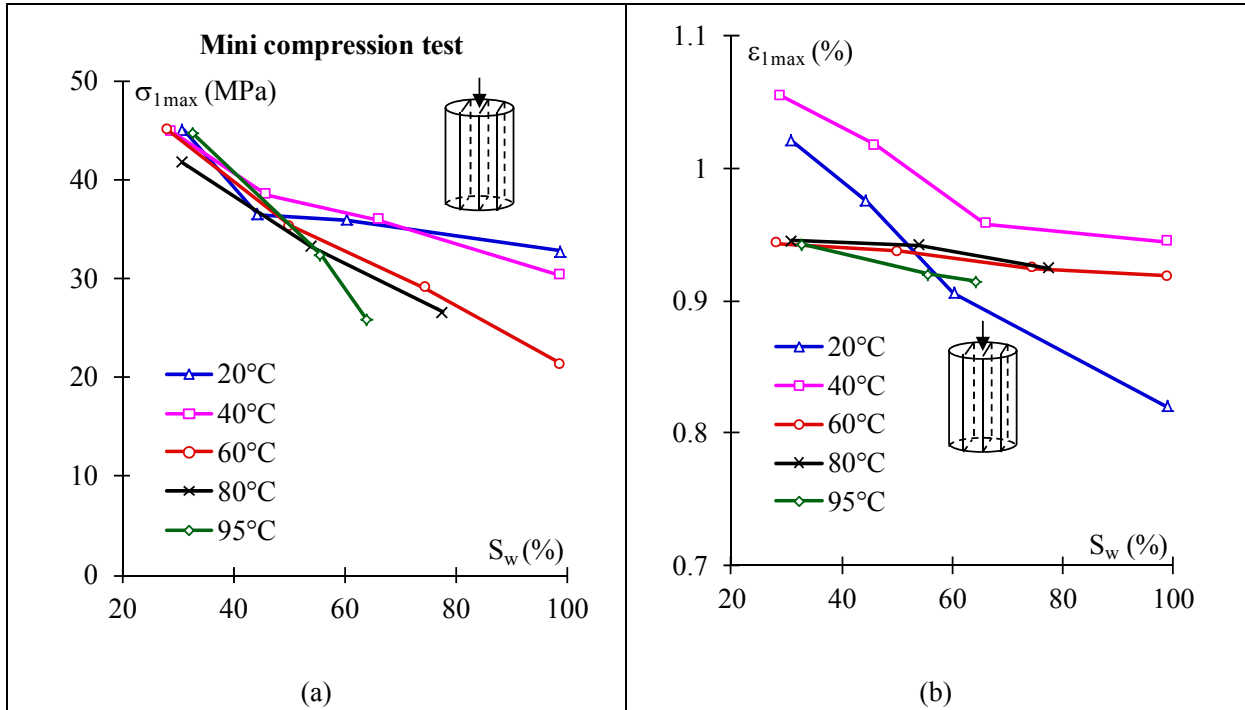 Mini compression test
σ1max (MPa)
50
40
30
20
10
0
20°C
40°C
60°C
80°C
95°C
Sw (%)
20 40 60 80 100
(a)
1.1
ε1max (%)
1
0.9
0.8
0.7
20°C
40°C
60°C
80°C
95°C
Sw (%)
20 40 60 80 100
(b)